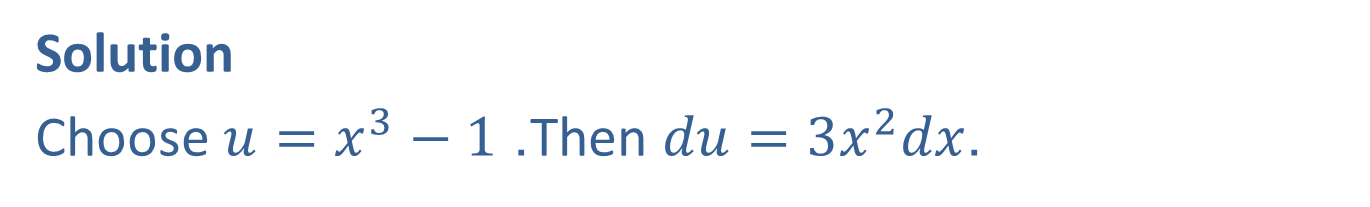 Solution
Choose 𝑢 = 𝑥³ − 1 .Then 𝑑𝑢 = 3𝑥²𝑑𝑥.